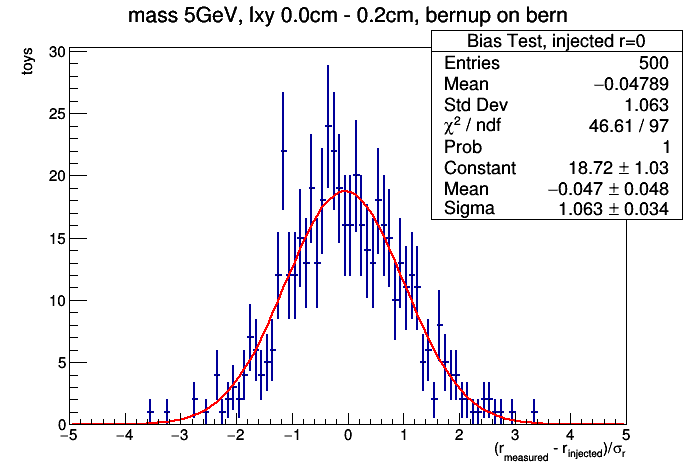 mass 5GeV, lxy 0.0cm - 0.2cm, bernup on bern
toys
30
25
20
15
10
5
0
Bias Test, injected r=0
Entries 500
Mean −0.04789
Std Dev 1.063
χ² / ndf 46.61 / 97
Prob 1
Constant 18.72 ± 1.03
Mean −0.047 ± 0.048
Sigma 1.063 ± 0.034
−5 −4 −3 −2 −1 0 1 2 3 4 5
(r_measured - r_injected)/σ_r